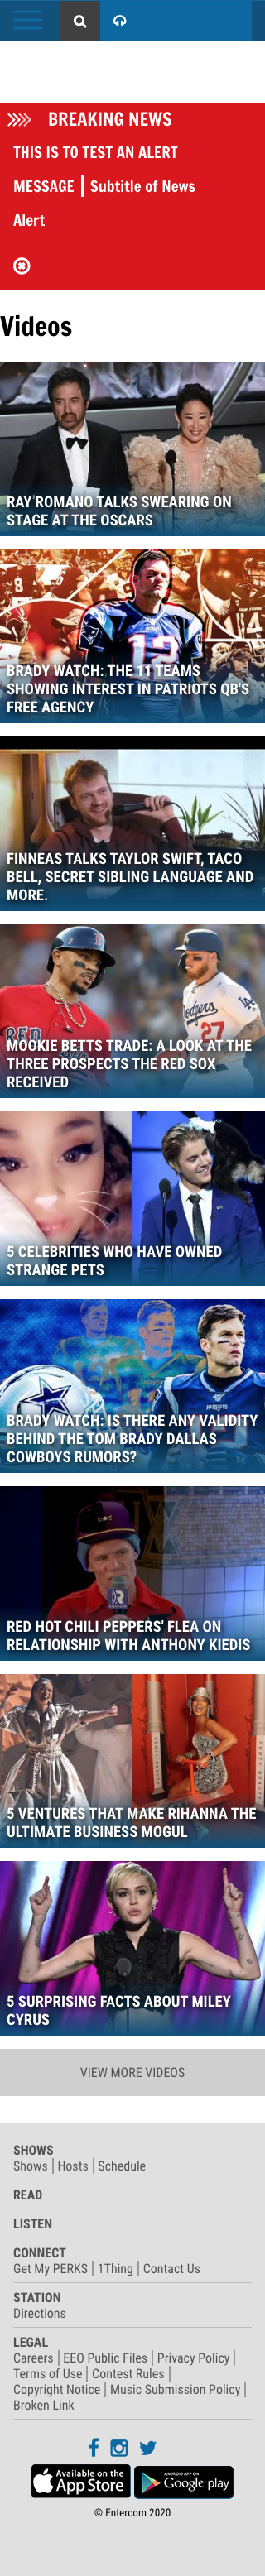 BREAKING NEWS
THIS IS TO TEST AN ALERT
MESSAGE | Subtitle of News
Alert
Videos
RAY ROMANO TALKS SWEARING ON
STAGE AT THE OSCARS
12
BRADY WATCH: THE 11 TEAMS
SHOWING INTEREST IN PATRIOTS QB'S
FREE AGENCY
FINNEAS TALKS TAYLOR SWIFT, TACO
BELL, SECRET SIBLING LANGUAGE AND
MORE.
RED
Dodgers
27
MOOKIE BETTS TRADE: A LOOK AT THE
THREE PROSPECTS THE RED SOX
RECEIVED
5 CELEBRITIES WHO HAVE OWNED
STRANGE PETS
BRADY WATCH: IS THERE ANY VALIDITY
BEHIND THE TOM BRADY DALLAS
COWBOYS RUMORS?
RED HOT CHILI PEPPERS' FLEA ON
RELATIONSHIP WITH ANTHONY KIEDIS
5 VENTURES THAT MAKE RIHANNA THE
ULTIMATE BUSINESS MOGUL
5 SURPRISING FACTS ABOUT MILEY
CYRUS
VIEW MORE VIDEOS
SHOWS
Shows | Hosts | Schedule
READ
LISTEN
CONNECT
Get My PERKS | 1Thing | Contact Us
STATION
Directions
LEGAL
Careers | EEO Public Files | Privacy Policy |
Terms of Use | Contest Rules |
Copyright Notice | Music Submission Policy |
Broken Link
Available on the
App Store
ANDROID APP ON
Google play
© Entercom 2020